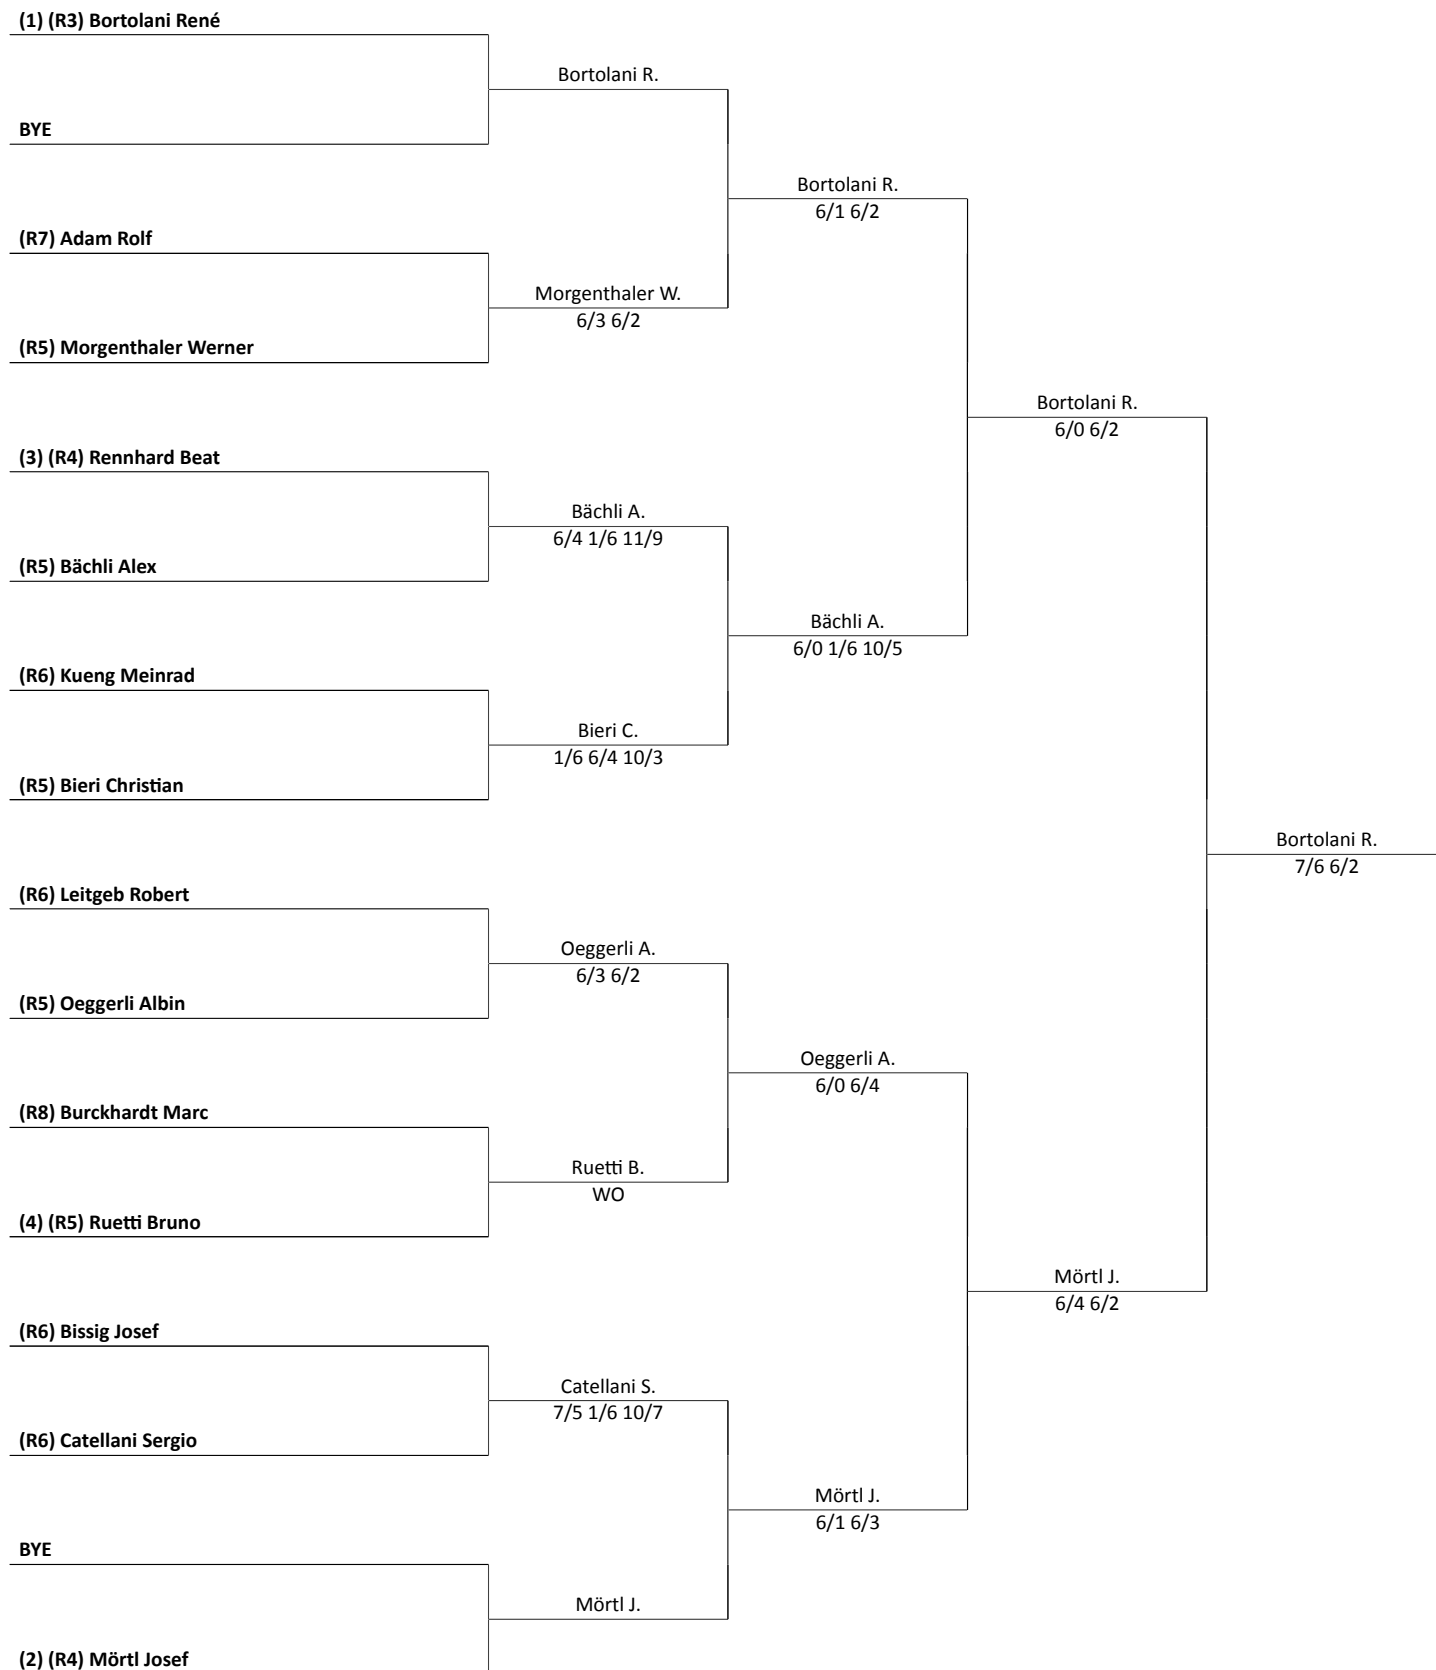 (1) (R3) Bortolani René
Bortolani R.
BYE
Bortolani R.
6/1 6/2
(R7) Adam Rolf
Morgenthaler W.
6/3 6/2
(R5) Morgenthaler Werner
Bortolani R.
6/0 6/2
(3) (R4) Rennhard Beat
Bächli A.
6/4 1/6 11/9
(R5) Bächli Alex
Bächli A.
6/0 1/6 10/5
(R6) Kueng Meinrad
Bieri C.
1/6 6/4 10/3
(R5) Bieri Christian
Bortolani R.
7/6 6/2
(R6) Leitgeb Robert
Oeggerli A.
6/3 6/2
(R5) Oeggerli Albin
Oeggerli A.
6/0 6/4
(R8) Burckhardt Marc
Ruetti B.
WO
(4) (R5) Ruetti Bruno
Mörtl J.
6/4 6/2
(R6) Bissig Josef
Catellani S.
7/5 1/6 10/7
(R6) Catellani Sergio
Mörtl J.
6/1 6/3
BYE
Mörtl J.
(2) (R4) Mörtl Josef